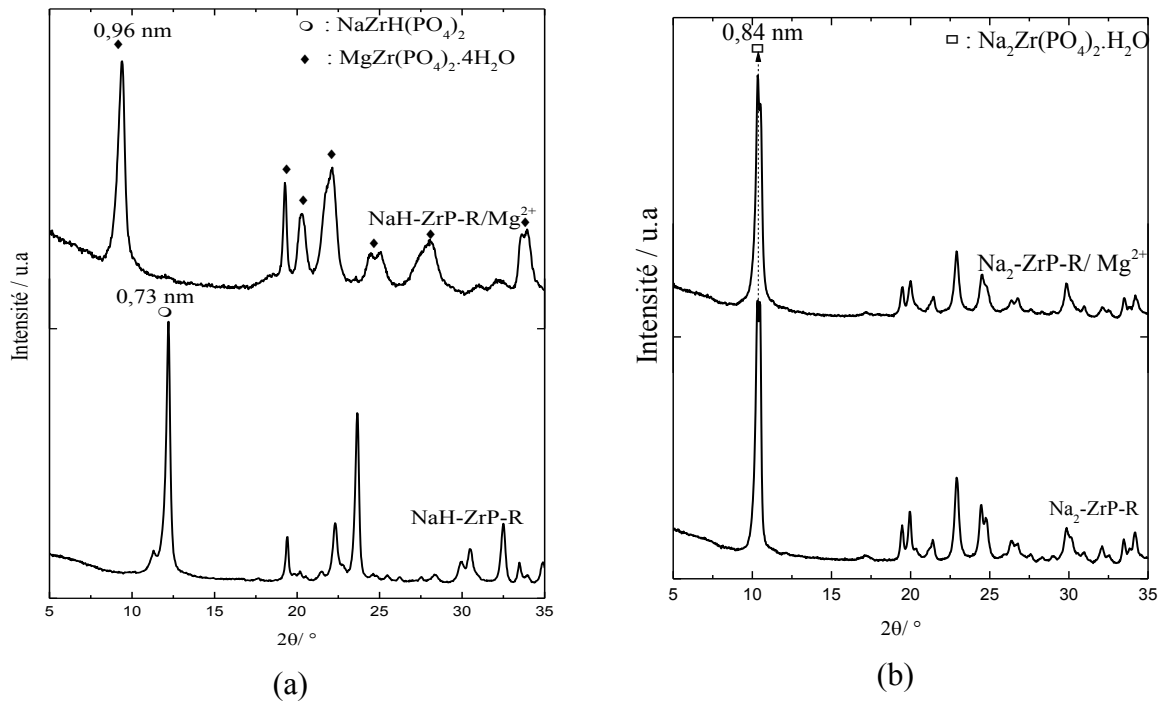 ○ : NaZrH(PO₄)₂
0,96 nm
♦ : MgZr(PO₄)₂.4H₂O
NaH-ZrP-R/Mg²⁺
0,73 nm
NaH-ZrP-R
Intensité / u.a
5 10 15 20 25 30 35
2θ/ °
(a)
0,84 nm
□ : Na₂Zr(PO₄)₂.H₂O
Na₂-ZrP-R/ Mg²⁺
Na₂-ZrP-R
Intensité / u.a
5 10 15 20 25 30 35
2θ/ °
(b)